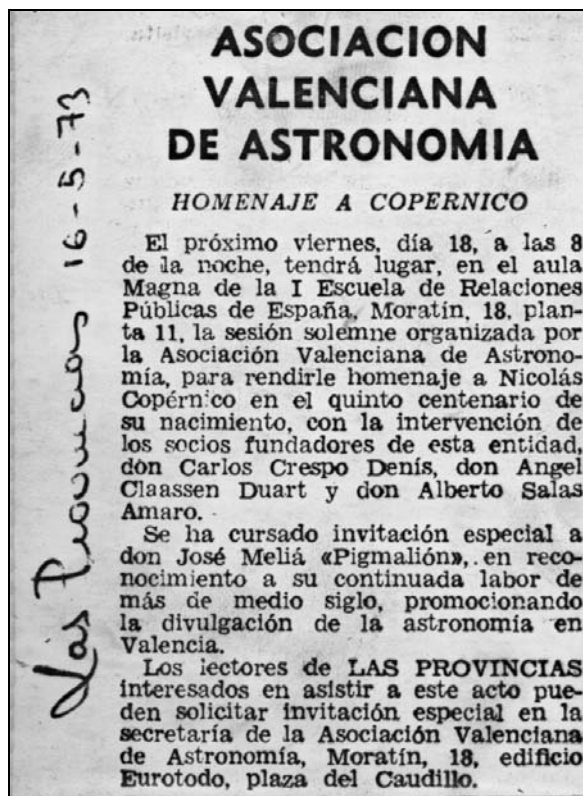 ASOCIACION
VALENCIANA
DE ASTRONOMIA
HOMENAJE A COPERNICO
El próximo viernes, día 18, a las 8
de la noche, tendrá lugar, en el aula
Magna de la I Escuela de Relaciones
Públicas de España, Moratín, 18, plan-
ta 11, la sesión solemne organizada por
la Asociación Valenciana de Astrono-
mía, para rendirle homenaje a Nicolás
Copérnico en el quinto centenario de
su nacimiento, con la intervención de
los socios fundadores de esta entidad,
dòn Carlos Crespo Denís, don Angel
Claassen Duart y don Alberto Salas
Amaro.
Se ha cursado invitación especial a
don José Meliá «Pigmalión», en reco-
nocimiento a su continuada labor de
más de medio siglo, promocionando
la divulgación de la astronomía en
Valencia.
Los lectores de LAS PROVINCIAS
interesados en asistir a este acto pue-
den solicitar invitación especial en la
secretaría de la Asociación Valenciana
de Astronomía, Moratín, 18, edificio
Eurotodo, plaza del Caudillo.
Las Provincias 16-5-73